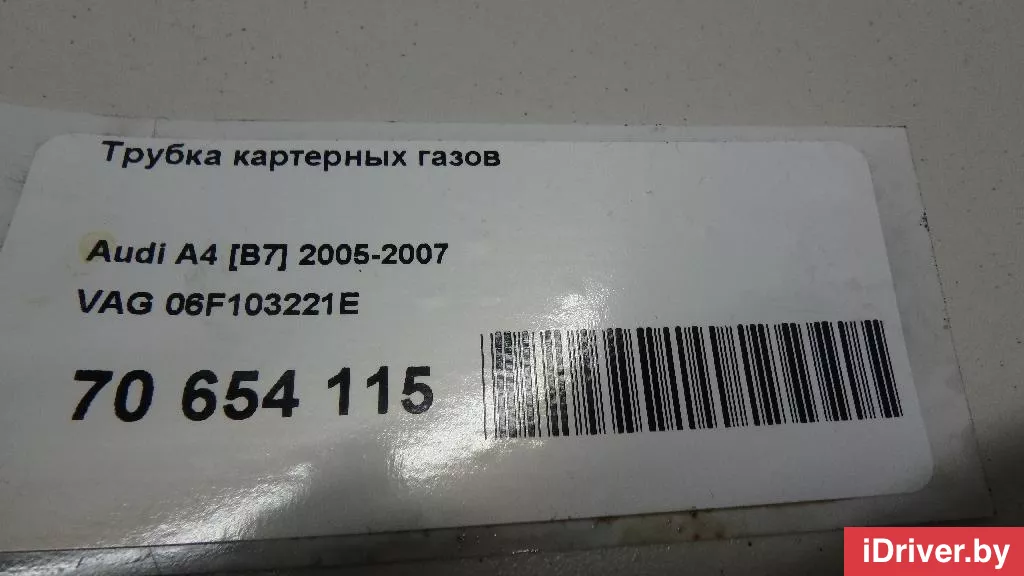 Трубка картерных газов
Audi A4 [B7] 2005-2007
VAG 06F103221E
70 654 115
iDriver.by